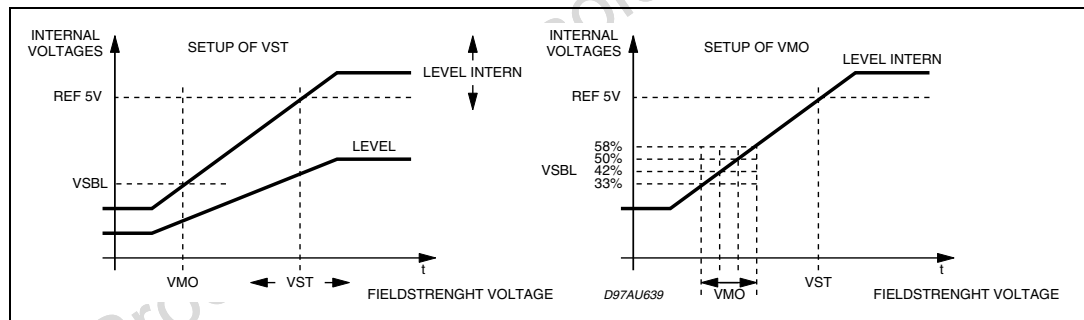 INTERNAL
VOLTAGES
SETUP OF VST
LEVEL INTERN
REF 5V
LEVEL
VSBL
VMO
VST
t
FIELDSTRENGHT VOLTAGE
INTERNAL
VOLTAGES
SETUP OF VMO
LEVEL INTERN
REF 5V
58%
50%
VSBL 42%
33%
D97AU639
VMO
VST
t
FIELDSTRENGHT VOLTAGE